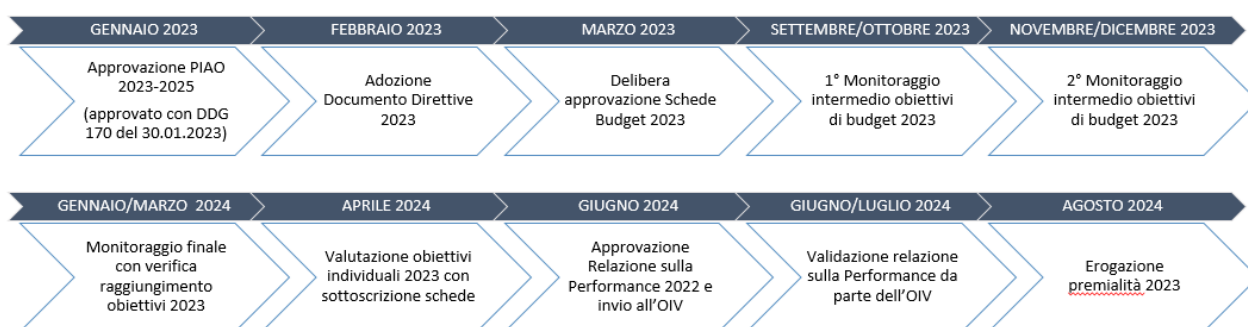 GENNAIO 2023
FEBBRAIO 2023
MARZO 2023
SETTEMBRE/OTTOBRE 2023
NOVEMBRE/DICEMBRE 2023
Approvazione PIAO
2023-2025
(approvato con DDG
170 del 30.01.2023)
Adozione
Documento Direttive
2023
Delibera
approvazione Schede
Budget 2023
1° Monitoraggio
intermedio obiettivi
di budget 2023
2° Monitoraggio
intermedio obiettivi
di budget 2023
GENNAIO/MARZO 2024
APRILE 2024
GIUGNO 2024
GIUGNO/LUGLIO 2024
AGOSTO 2024
Monitoraggio finale
con verifica
raggiungimento
obiettivi 2023
Valutazione obiettivi
individuali 2023 con
sottoscrizione schede
Approvazione
Relazione sulla
Performance 2022 e
invio all'OIV
Validazione relazione
sulla Performance da
parte dell'OIV
Erogazione
premialità 2023